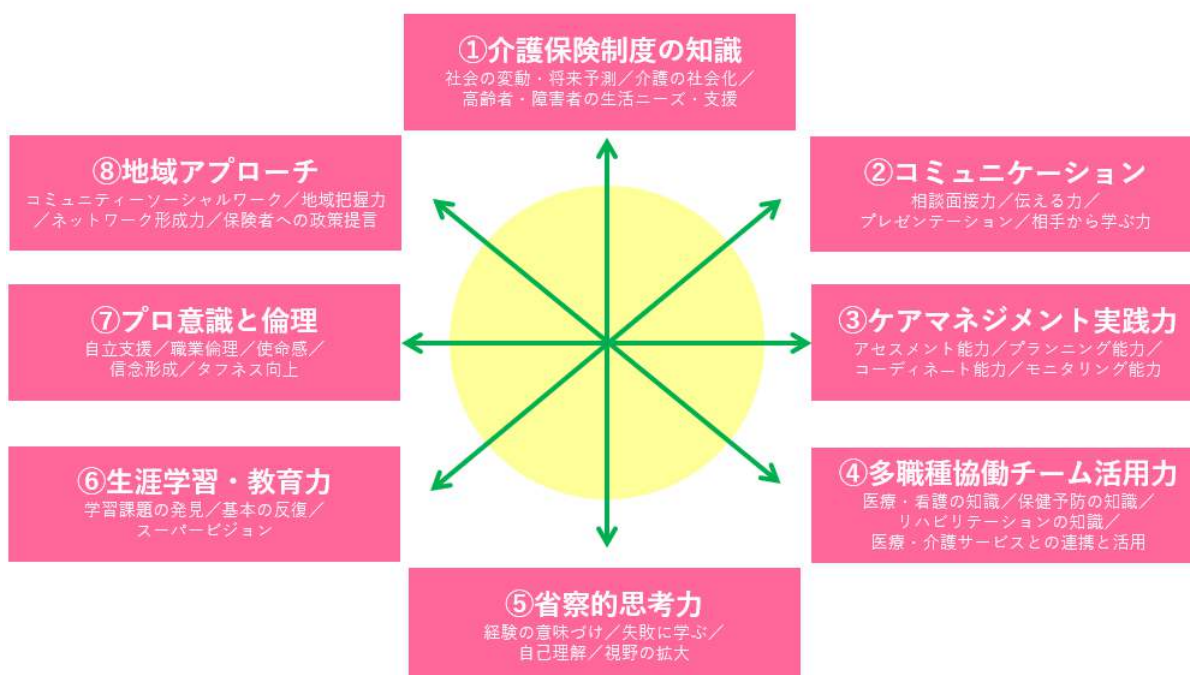 ①介護保険制度の知識
社会の変動・将来予測／介護の社会化／
高齢者・障害者の生活ニーズ・支援
②コミュニケーション
相談面接力／伝える力／
プレゼンテーション／相手から学ぶ力
③ケアマネジメント実践力
アセスメント能力／プランニング能力／
コーディネート能力／モニタリング能力
④多職種協働チーム活用力
医療・看護の知識／保健予防の知識／
リハビリテーションの知識／
医療・介護サービスとの連携と活用
⑤省察的思考力
経験の意味づけ／失敗に学ぶ／
自己理解／視野の拡大
⑥生涯学習・教育力
学習課題の発見／基本の反復／
スーパービジョン
⑦プロ意識と倫理
自立支援／職業倫理／使命感／
信念形成／タフネス向上
⑧地域アプローチ
コミュニティーソーシャルワーク／地域把握力
／ネットワーク形成力／保険者への政策提言